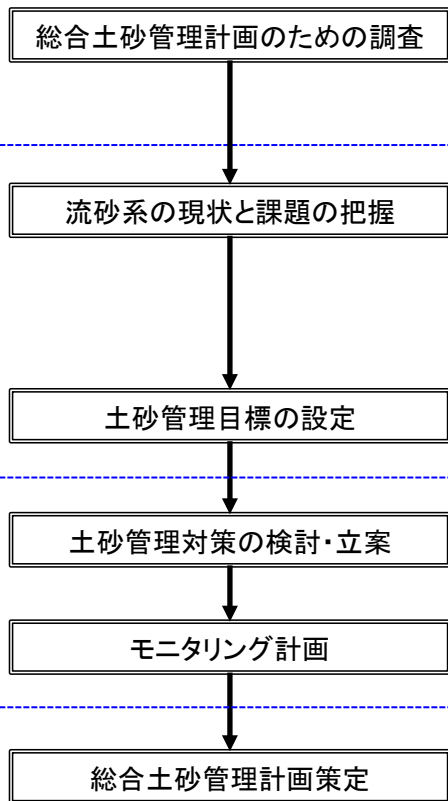 総合土砂管理計画のための調査
流砂系の現状と課題の把握
土砂管理目標の設定
土砂管理対策の検討・立案
モニタリング計画
総合土砂管理計画策定